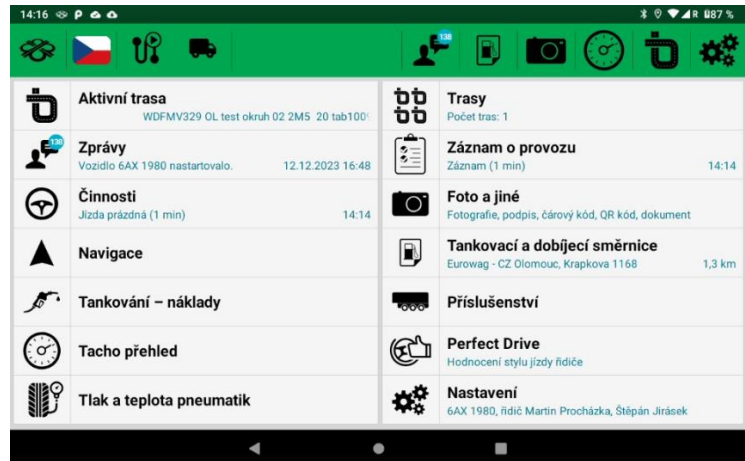 14:16
R 87 %
138
Aktivní trasa
WDFMV329 OL test okruh 02 2M5 20 tab100%
138
Zprávy
Vozidlo 6AX 1980 nastartovalo. 12.12.2023 16:48
Činnosti
Jízda prázdná (1 min) 14:14
Navigace
Tankování – náklady
Tacho přehled
Tlak a teplota pneumatik
Trasy
Počet tras: 1
Záznam o provozu
Záznam (1 min) 14:14
Foto a jiné
Fotografie, podpis, čárový kód, QR kód, dokument
Tankovací a dobíjecí směrnice
Eurowag - CZ Olomouc, Krapkova 1168 1,3 km
Příslušenství
Perfect Drive
Hodnocení stylu jízdy řidiče
Nastavení
6AX 1980, řidič Martin Procházka, Štěpán Jirásek